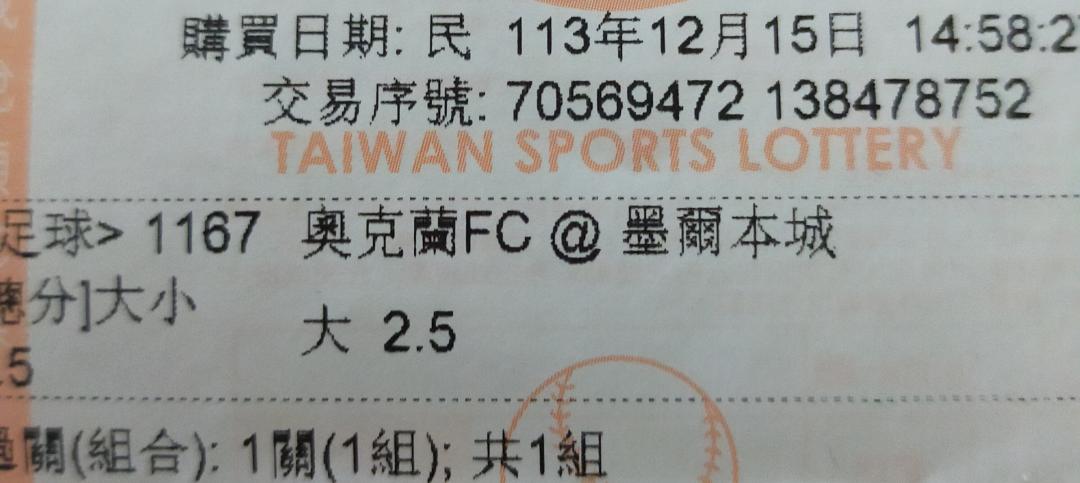 購買日期: 民 113年12月15日 14:58:2
交易序號: 70569472 138478752
TAIWAN SPORTS LOTTERY
足球> 1167 奧克蘭FC @ 墨爾本城
總分]大小
大 2.5
.5
過關(組合): 1關(1組); 共1組